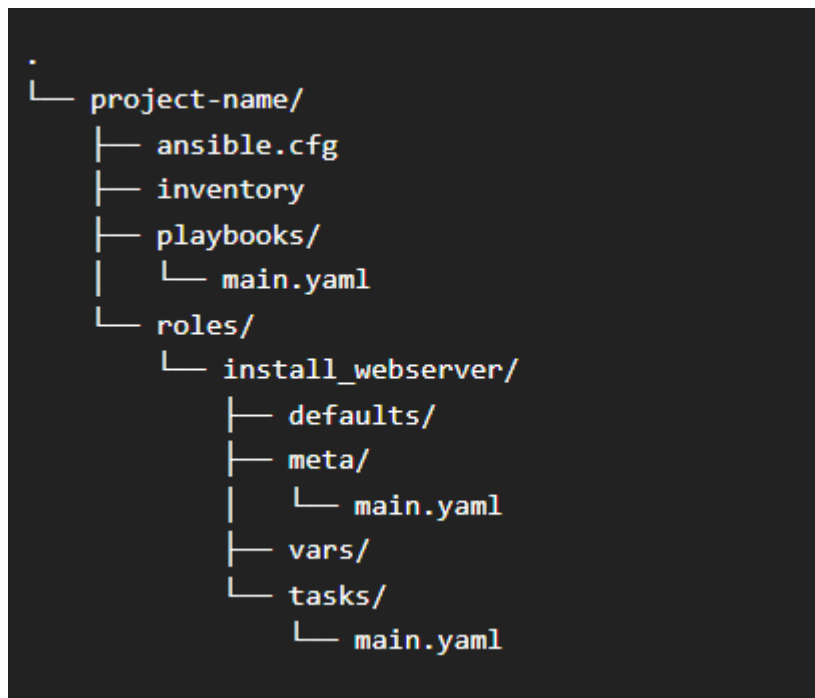 .
└── project-name/
    ├── ansible.cfg
    ├── inventory
    ├── playbooks/
    │   └── main.yaml
    └── roles/
        └── install_webserver/
            ├── defaults/
            ├── meta/
            │   └── main.yaml
            ├── vars/
            └── tasks/
                └── main.yaml